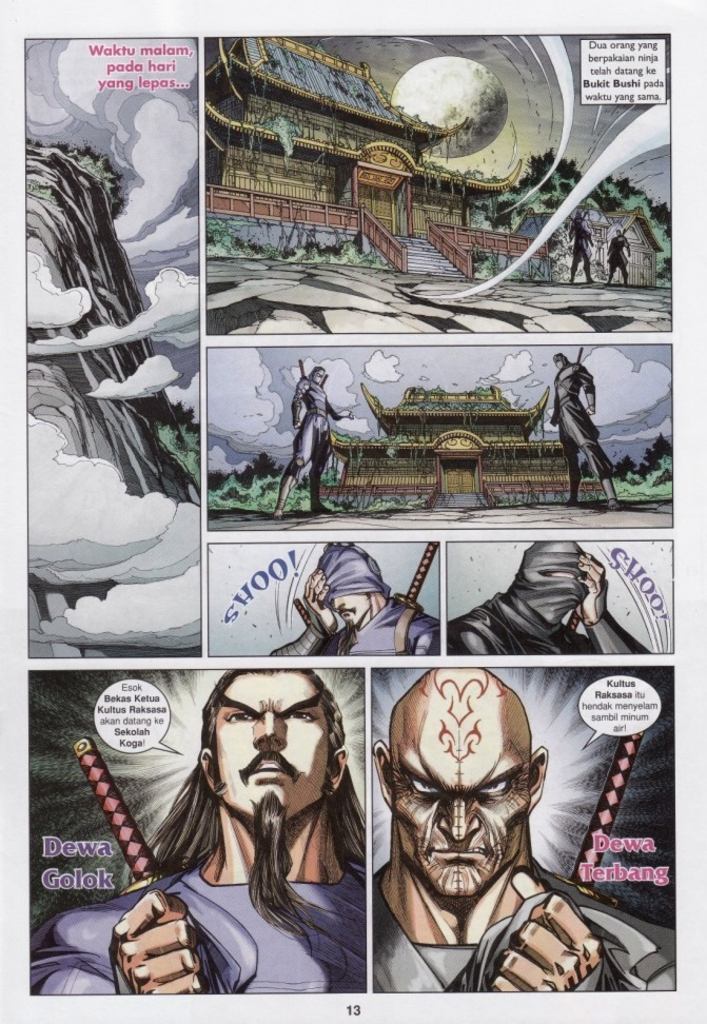 Waktu malam,
pada hari
yang lepas...
Dua orang yang
berpakaian ninja
telah datang ke
Bukit Bushi pada
waktu yang sama.
SHOO!
SHOO!
Esok
Bekas Ketua
Kultus Raksasa
akan datang ke
Sekolah
Koga!
Dewa
Golok
Kultus
Raksasa itu
hendak menyelam
sambil minum
air!
Dewa
Terbang
13